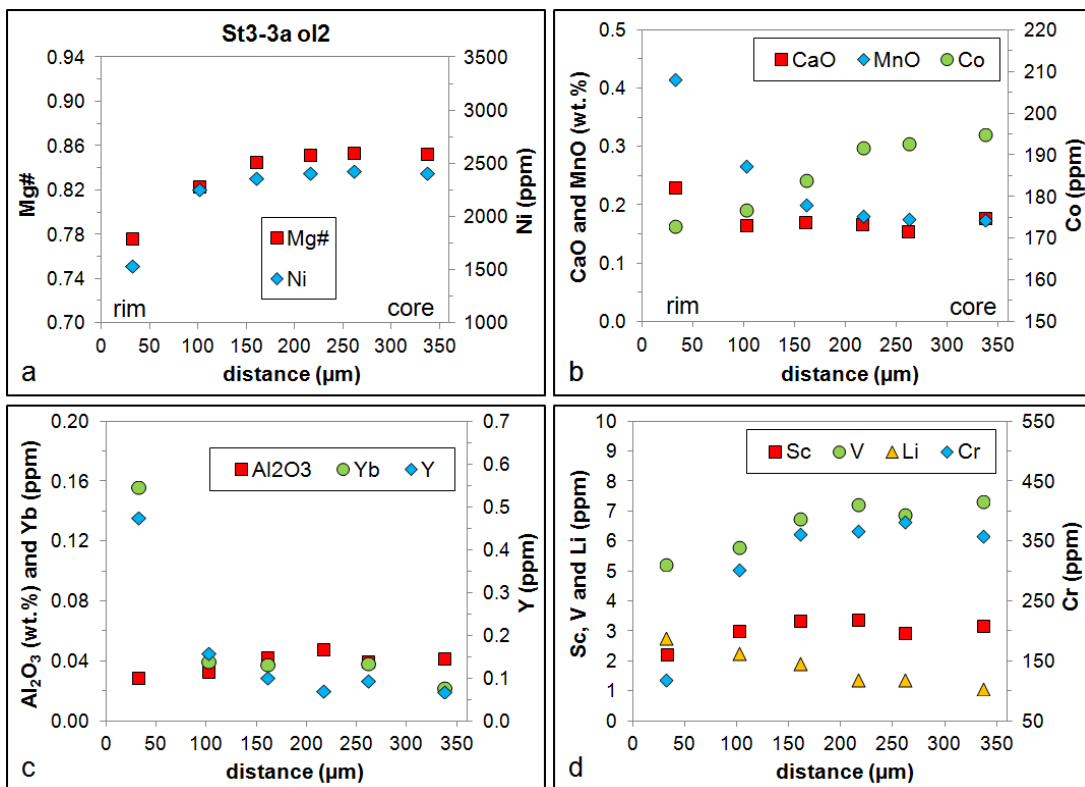 St3-3a ol2
0.94
0.90
0.86
0.82
0.78
0.74
0.70
Mg#
3500
3000
2500
2000
1500
1000
Ni (ppm)
Mg#
Ni
rim
core
0 50 100 150 200 250 300 350
distance (µm)
a
0.5
0.4
0.3
0.2
0.1
0.0
CaO and MnO (wt.%)
CaO MnO Co
220
210
200
190
180
170
160
150
Co (ppm)
rim
core
0 50 100 150 200 250 300 350
distance (µm)
b
0.20
0.16
0.12
0.08
0.04
0.00
Al₂O₃ (wt.%) and Yb (ppm)
Al2O3 Yb Y
0.7
0.6
0.5
0.4
0.3
0.2
0.1
0.0
Y (ppm)
0 50 100 150 200 250 300 350
distance (µm)
c
10
9
8
7
6
5
4
3
2
1
0
Sc, V and Li (ppm)
Sc V Li Cr
550
450
350
250
150
50
Cr (ppm)
0 50 100 150 200 250 300 350
distance (µm)
d